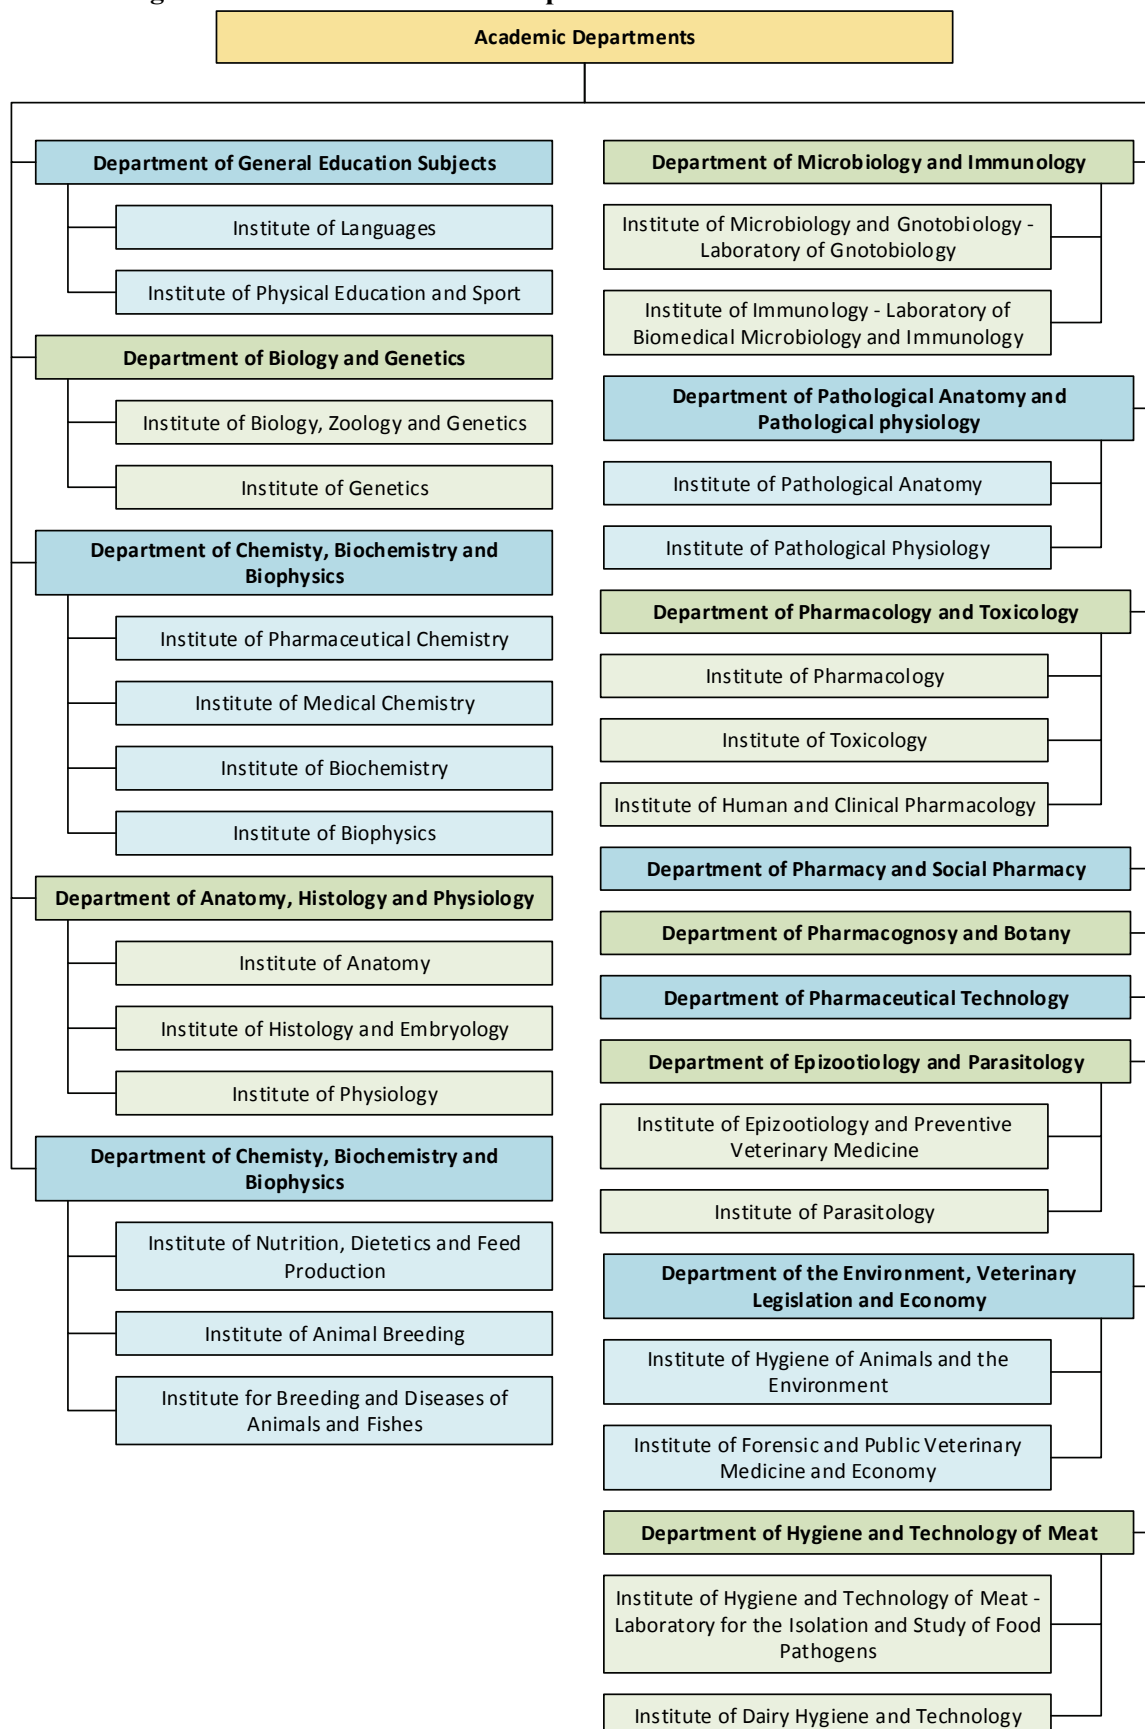 Academic Departments
Department of General Education Subjects
Institute of Languages
Institute of Physical Education and Sport
Department of Biology and Genetics
Institute of Biology, Zoology and Genetics
Institute of Genetics
Department of Chemisty, Biochemistry and
Biophysics
Institute of Pharmaceutical Chemistry
Institute of Medical Chemistry
Institute of Biochemistry
Institute of Biophysics
Department of Anatomy, Histology and Physiology
Institute of Anatomy
Institute of Histology and Embryology
Institute of Physiology
Department of Chemisty, Biochemistry and
Biophysics
Institute of Nutrition, Dietetics and Feed
Production
Institute of Animal Breeding
Institute for Breeding and Diseases of
Animals and Fishes
Department of Microbiology and Immunology
Institute of Microbiology and Gnotobiology -
Laboratory of Gnotobiology
Institute of Immunology - Laboratory of
Biomedical Microbiology and Immunology
Department of Pathological Anatomy and
Pathological physiology
Institute of Pathological Anatomy
Institute of Pathological Physiology
Department of Pharmacology and Toxicology
Institute of Pharmacology
Institute of Toxicology
Institute of Human and Clinical Pharmacology
Department of Pharmacy and Social Pharmacy
Department of Pharmacognosy and Botany
Department of Pharmaceutical Technology
Department of Epizootiology and Parasitology
Institute of Epizootiology and Preventive
Veterinary Medicine
Institute of Parasitology
Department of the Environment, Veterinary
Legislation and Economy
Institute of Hygiene of Animals and the
Environment
Institute of Forensic and Public Veterinary
Medicine and Economy
Department of Hygiene and Technology of Meat
Institute of Hygiene and Technology of Meat -
Laboratory for the Isolation and Study of Food
Pathogens
Institute of Dairy Hygiene and Technology